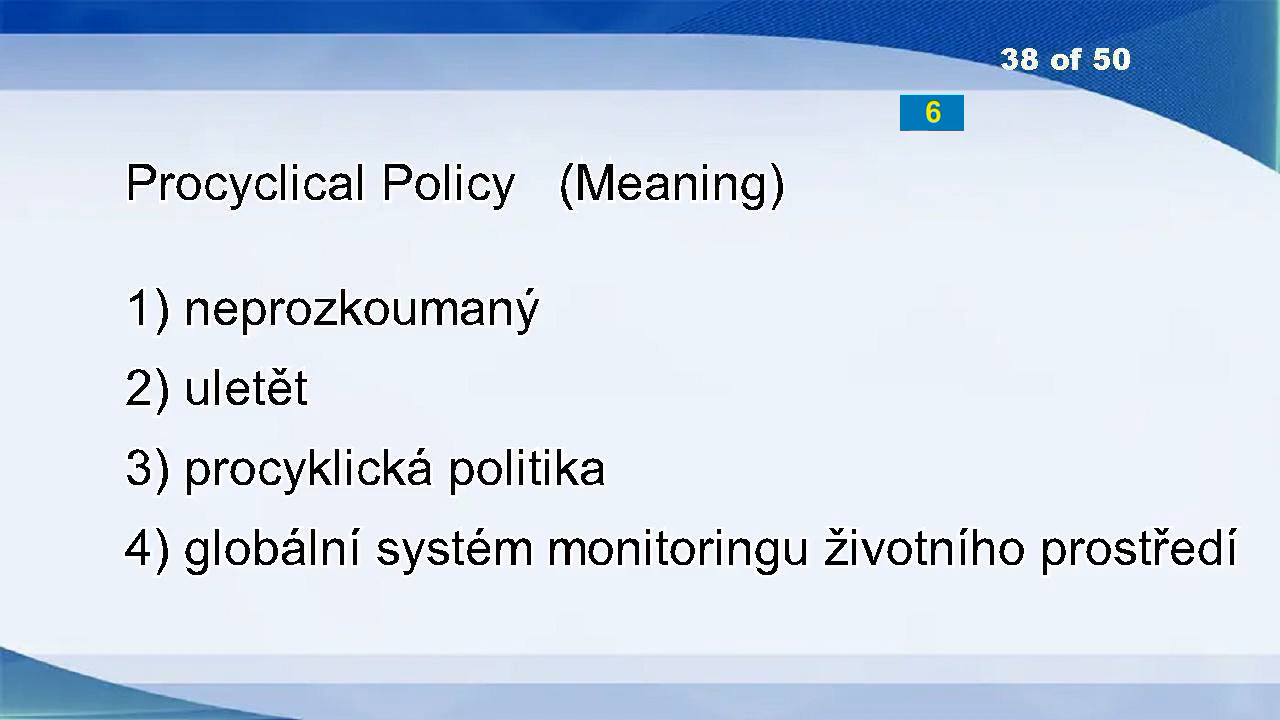 38 of 50
6
Procyclical Policy (Meaning)
1) neprozkoumaný
2) uletět
3) procyklická politika
4) globální systém monitoringu životního prostředí